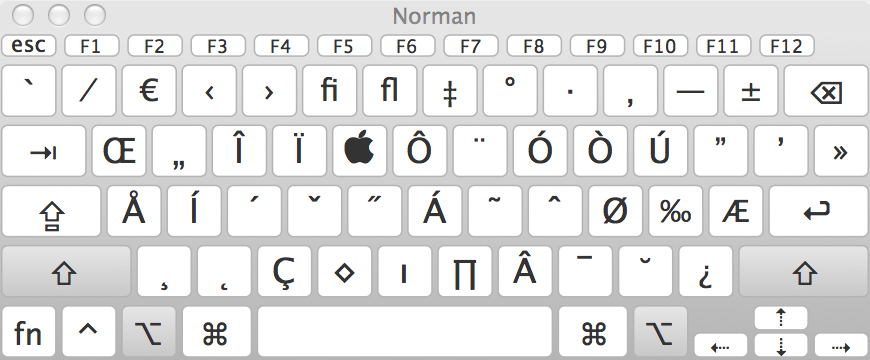 Norman
esc F1 F2 F3 F4 F5 F6 F7 F8 F9 F10 F11 F12
` ⁄ € ‹ › ﬁ ﬂ ‡ ° · ‚ — ± ⌫
⇥ Œ „ Î Ï  Ô ¨ Ó Ò Ú ” ’ »
⇪ Å Í ´ ˇ ˝ Á ˜ ˆ Ø ‰ Æ ↩
⇧ ¸ ˛ Ç ◊ ı ∏ Â ¯ ˘ ¿ ⇧
fn ^ ⌥ ⌘ ⌘ ⌥ ⇠ ⇡ ⇣ ⇢